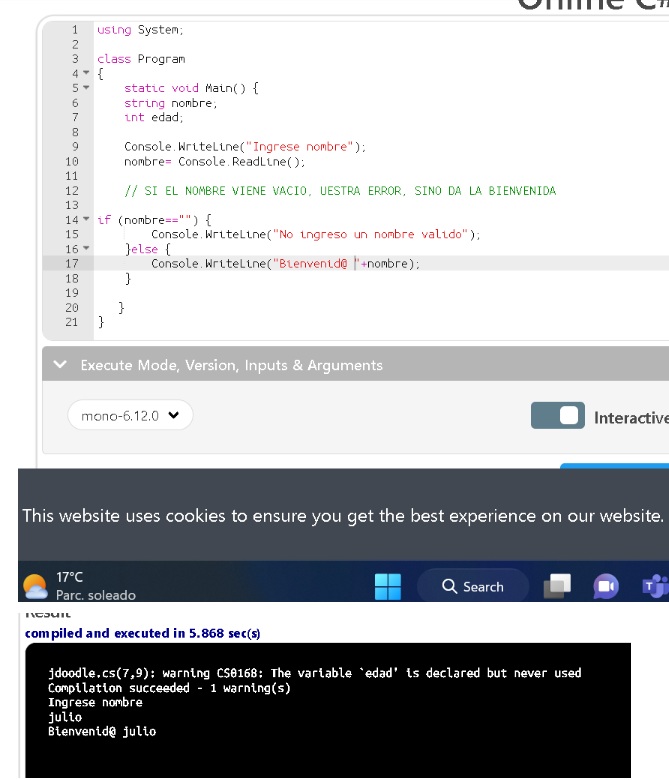 Online C#
1 using System;
2
3 class Program
4 {
5 static void Main() {
6 string nombre;
7 int edad;
8
9 Console.WriteLine("Ingrese nombre");
10 nombre= Console.ReadLine();
11
12 // SI EL NOMBRE VIENE VACIO, UESTRA ERROR, SINO DA LA BIENVENIDA
13
14 if (nombre=="") {
15 Console.WriteLine("No ingreso un nombre valido");
16 }else {
17 Console.WriteLine("Bienvenid@ "+nombre);
18 }
19
20 }
21 }
Execute Mode, Version, Inputs & Arguments
mono-6.12.0
Interactive
This website uses cookies to ensure you get the best experience on our website.
17°C
Parc. soleado
Search
Result
compiled and executed in 5.868 sec(s)
jdoodle.cs(7,9): warning CS0168: The variable `edad' is declared but never used
Compilation succeeded - 1 warning(s)
Ingrese nombre
julio
Bienvenid@ julio